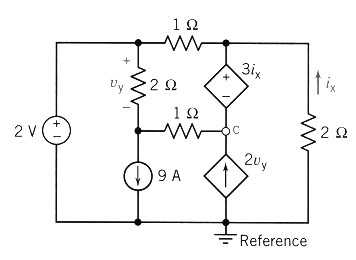 1 Ω
+
v_y
−
2 Ω
+
−
3i_x
i_x
2 V
+
−
1 Ω
C
2 Ω
9 A
2v_y
Reference